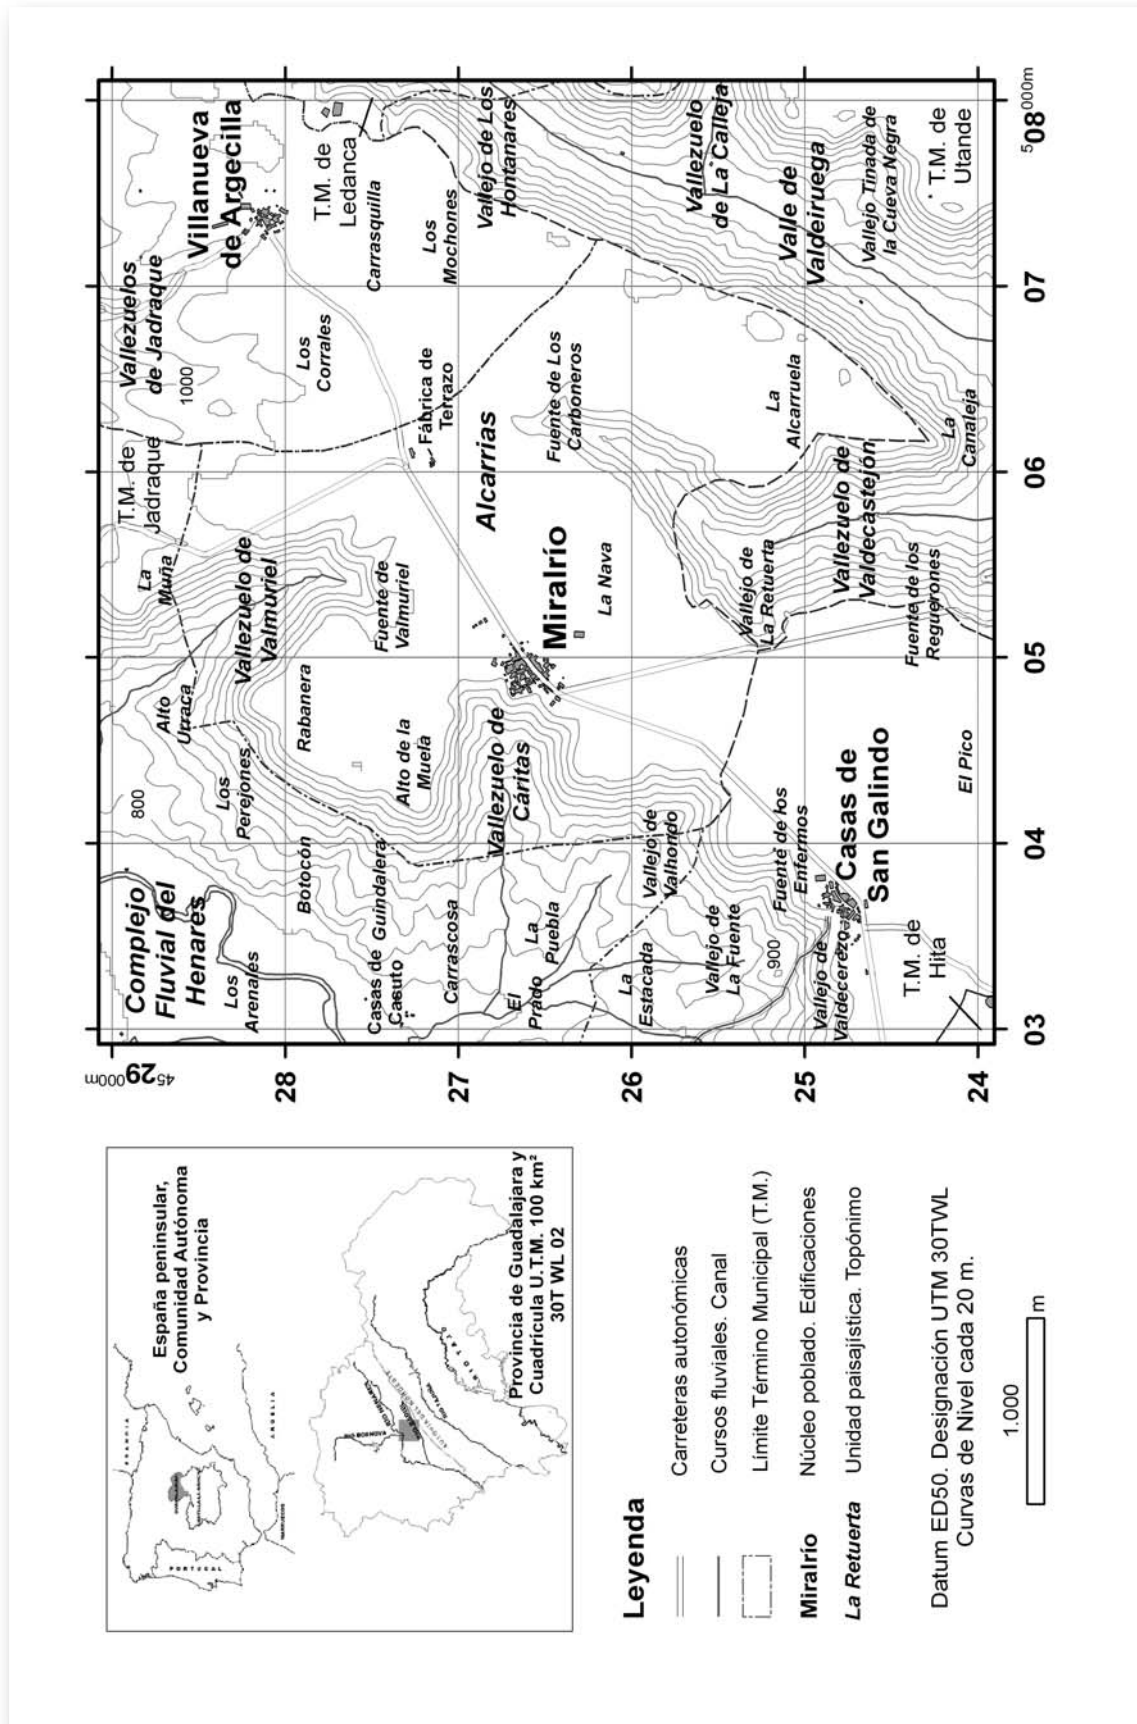 Villanueva
de Argecilla
Vallezuelos
de Jadraque
1000
T.M. de
Jadraque
La
Muña
Alto
Urraca
800
Los
Perejones
Complejo
Fluvial del
Henares
Los
Arenales
T.M. de
Ledanca
Carrasquilla
Los
Mochones
Los
Corrales
Fábrica de
Terrazo
Vallezuelo de
Valmuriel
Fuente de
Valmuriel
Rabanera
Alto de la
Muela
Botocón
Guindalera
Casas de
Casuto
Carrascosa
Vallejo de Los
Hontanares
Alcarrias
Fuente de Los
Carboneros
Miralrío
La Nava
Vallezuelo de
Cáritas
La
Puebla
El
Prado
Vallezuelo
de La Calleja
Valle de
Valdeiruega
Vallejo Tinada de
la Cueva Negra
T.M. de
Utande
La
Alcarruela
La
Canaleja
Vallezuelo de
Valdecastejón
Vallejo de
La Retuerta
Fuente de los
Reguerones
Vallejo de
Valhondo
La
Estacada
Vallejo de
La Fuente
900
Fuente de los
Enfermos
Casas de
San Galindo
El Pico
Vallejo de
Valdecerezo
T.M. de
Hita
4529000m
28
27
26
25
24
03
04
05
06
07
508000m
España peninsular,
Comunidad Autónoma
y Provincia
FRANCIA
PORTUGAL
ARGELIA
MARRUECOS
Provincia de Guadalajara y
Cuadrícula U.T.M. 100 km²
30T WL 02
RIO TAJO
Leyenda
Carreteras autonómicas
Cursos fluviales. Canal
Límite Término Municipal (T.M.)
Miralrío Núcleo poblado. Edificaciones
La Retuerta Unidad paisajística. Topónimo
Datum ED50. Designación UTM 30TWL
Curvas de Nivel cada 20 m.
1.000
m